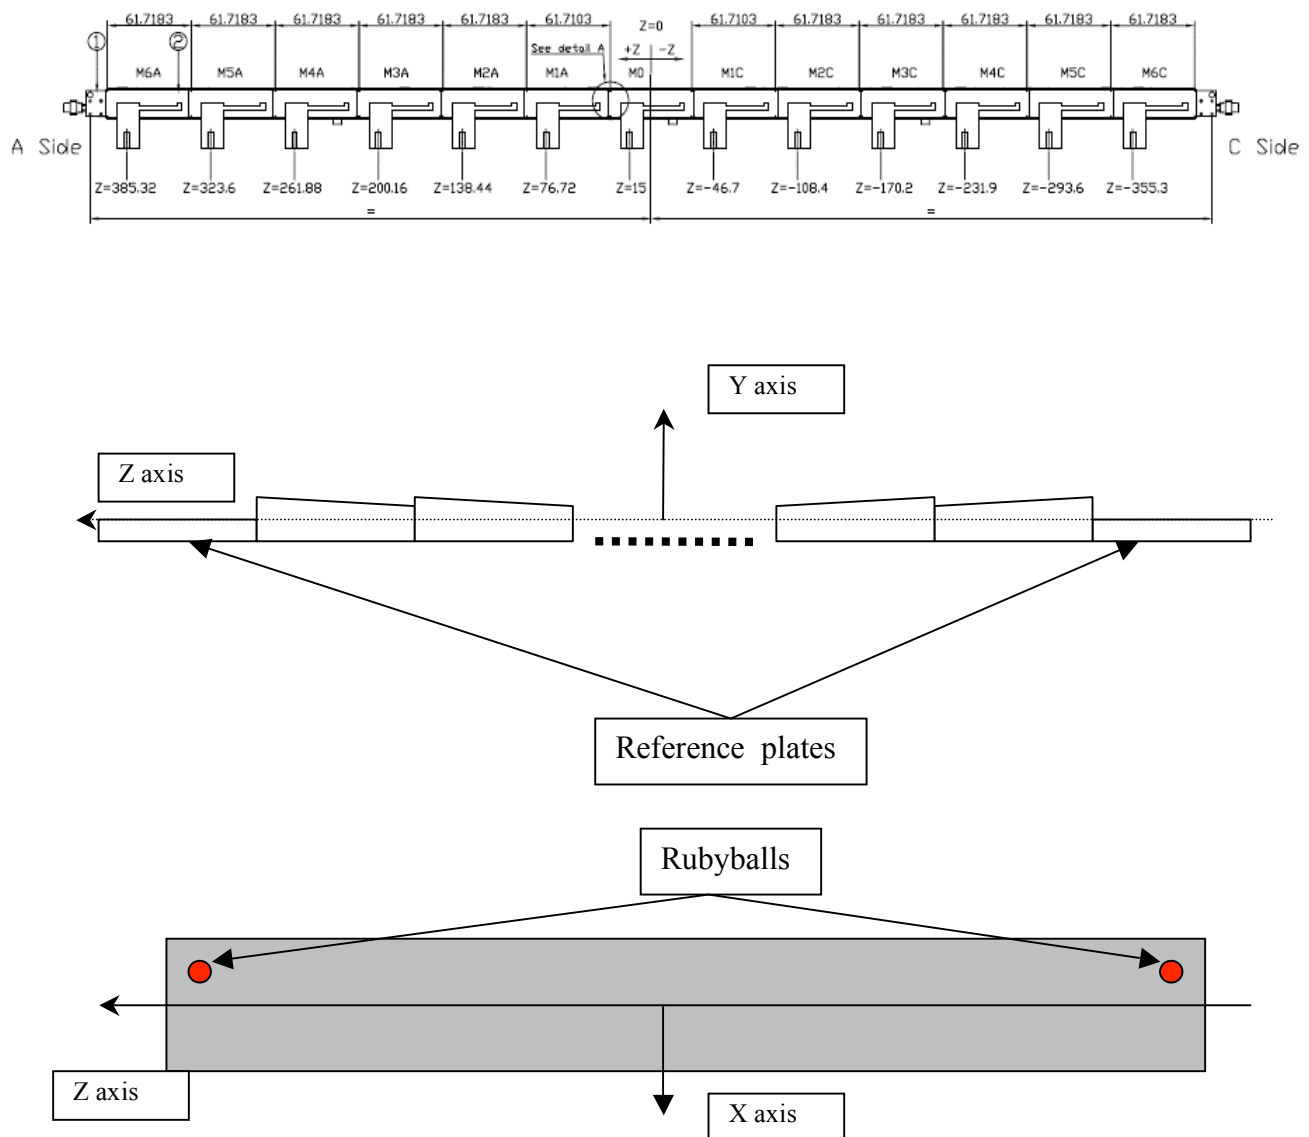 61.7183 61.7183 61.7183 61.7183 61.7183 61.7103 Z=0 61.7103 61.7183 61.7183 61.7183 61.7183 61.7183
1 2 See detail A +Z -Z
M6A M5A M4A M3A M2A M1A M0 M1C M2C M3C M4C M5C M6C
A Side C Side
Z=385.32 Z=323.6 Z=261.88 Z=200.16 Z=138.44 Z=76.72 Z=15 Z=-46.7 Z=-108.4 Z=-170.2 Z=-231.9 Z=-293.6 Z=-355.3
= =
Y axis
Z axis
Reference plates
Rubyballs
Z axis
X axis